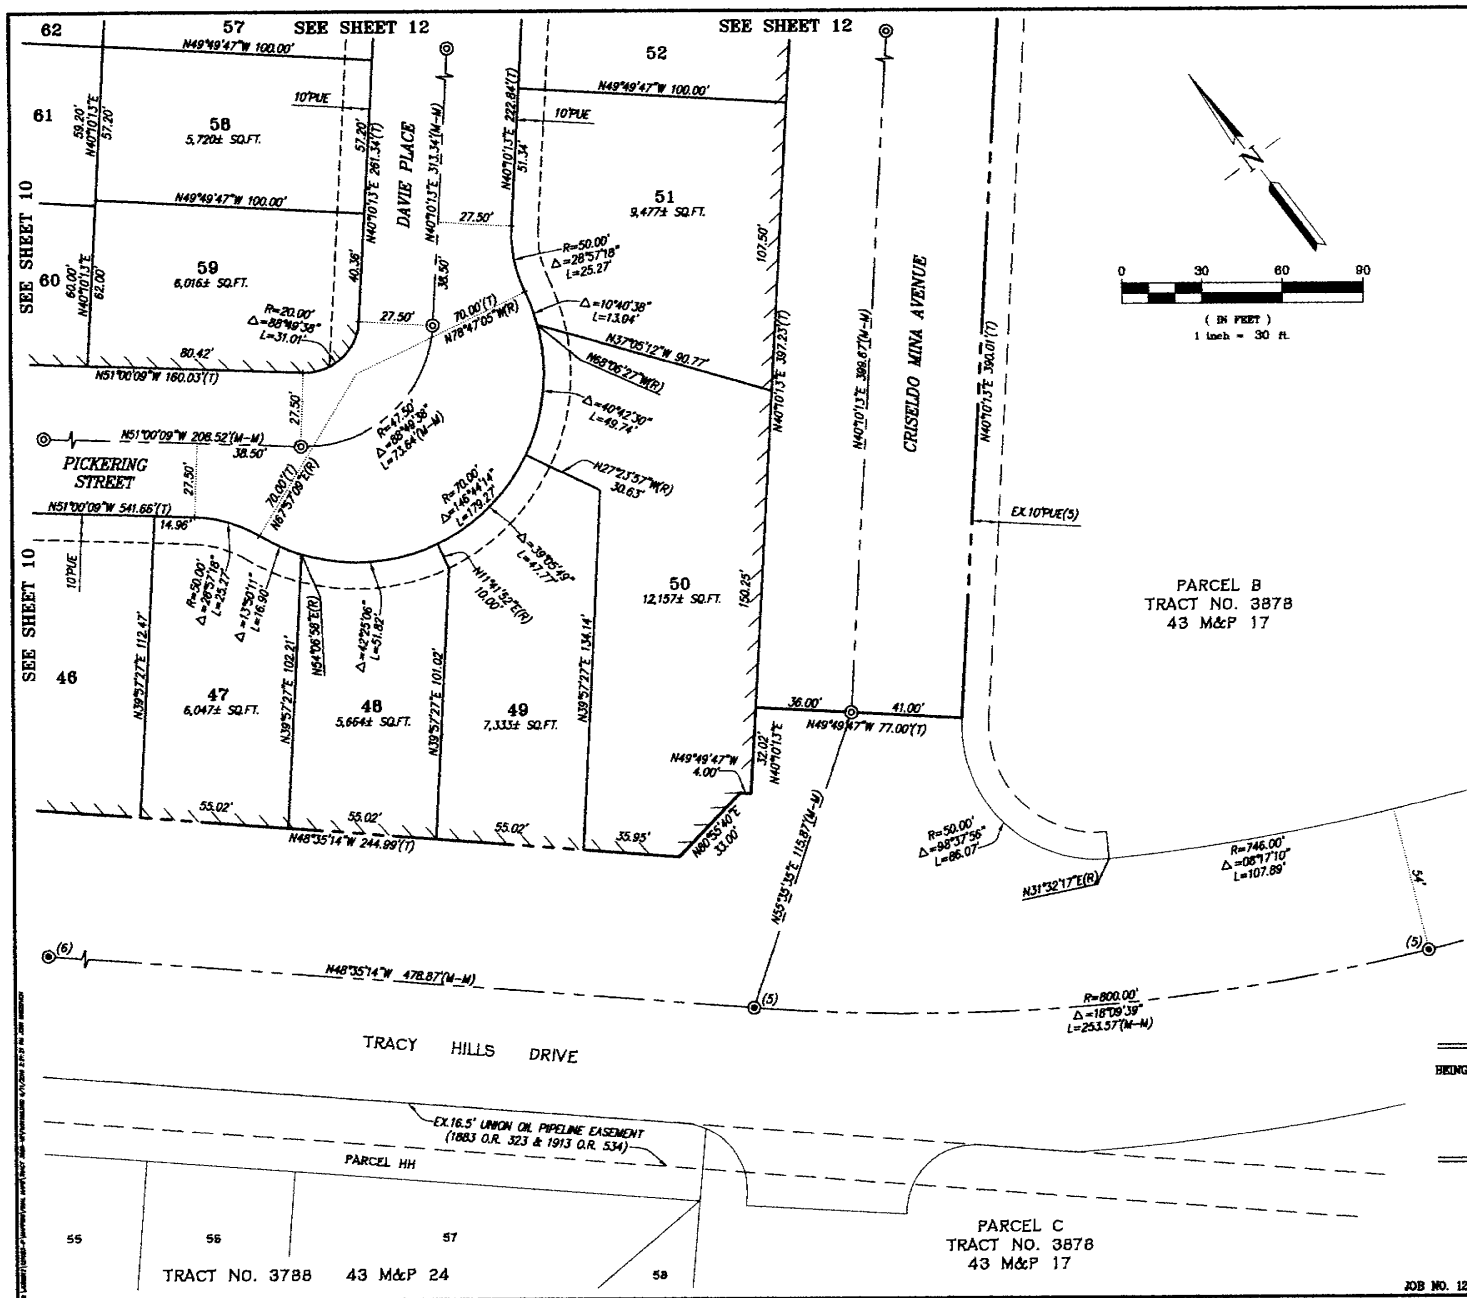 62
57
SEE SHEET 12
SEE SHEET 12
52
N49°49'47"W 100.00'
N49°49'47"W 100.00'
61
59.20'
N40°10'13"E
57.20'
58
5,720± SQ.FT.
10'PUE
57.20'
N40°10'13"E 261.34'(T)
DAVIE PLACE
N40°10'13"E 313.34'(M-M)
N40°10'13"E 222.84'(T)
51.34'
10'PUE
51
9,477± SQ.FT.
107.50'
SEE SHEET 10
N49°49'47"W 100.00'
27.50'
60
60.00'
N40°10'13"E
62.00'
59
6,016± SQ.FT.
40.36'
38.50'
R=50.00'
Δ=28°57'18"
L=25.27'
R=20.00'
Δ=88°49'38"
L=31.01'
27.50'
70.00'(T)
N78°47'05"W(R)
Δ=10°40'38"
L=13.04'
N37°05'12"W 90.77'
N68°06'27"W(R)
80.42'
N51°00'09"W 160.03'(T)
27.50'
R=47.50'
Δ=88°49'38"
L=73.64'(M-M)
Δ=40°42'30"
L=49.74'
N40°10'13"E 397.23'(T)
N40°10'13"E 399.67'(M-M)
CRISELDO MINA AVENUE
N40°10'13"E 390.01'(T)
N
0 30 60 90
( IN FEET )
1 inch = 30 ft.
N51°00'09"W 208.52'(M-M)
38.50'
PICKERING
STREET
27.50'
70.00'(T)
N67°57'09"E(R)
R=70.00'
Δ=146°44'14"
L=179.27'
N27°23'57"W(R)
30.63'
N51°00'09"W 541.66'(T)
14.96'
EX.10'PUE(5)
SEE SHEET 10
10'PUE
R=50.00'
Δ=28°57'18"
L=25.27'
Δ=13°50'11"
L=16.90'
N54°06'58"E(R)
Δ=42°25'06"
L=51.82'
N11°41'52"E(R)
10.00'
Δ=39°05'49"
L=47.77'
50
12,157± SQ.FT.
150.25'
PARCEL B
TRACT NO. 3878
43 M&P 17
46
N39°57'27"E 112.47'
47
6,047± SQ.FT.
N39°57'27"E 102.21'
48
5,664± SQ.FT.
N39°57'27"E 101.02'
49
7,333± SQ.FT.
N39°57'27"E 134.14'
36.00'
41.00'
N49°49'47"W 77.00'(T)
32.02'
N40°10'13"E
N49°49'47"W
4.00'
55.02'
55.02'
55.02'
35.95'
N48°35'14"W 244.99'(T)
N80°55'40"E
33.00'
N55°35'35"E 115.87'(M-M)
R=50.00'
Δ=98°37'56"
L=86.07'
N31°32'17"E(R)
R=746.00'
Δ=08°17'10"
L=107.89'
54'
(6)
N48°35'14"W 478.87'(M-M)
(5)
(5)
R=800.00'
Δ=18°09'39"
L=253.57'(M-M)
TRACY HILLS DRIVE
BEING
EX.16.5' UNION OIL PIPELINE EASEMENT
(1883 O.R. 323 & 1913 O.R. 534)
PARCEL HH
55
56
57
58
TRACT NO. 3788 43 M&P 24
PARCEL C
TRACT NO. 3878
43 M&P 17
JOB NO. 12